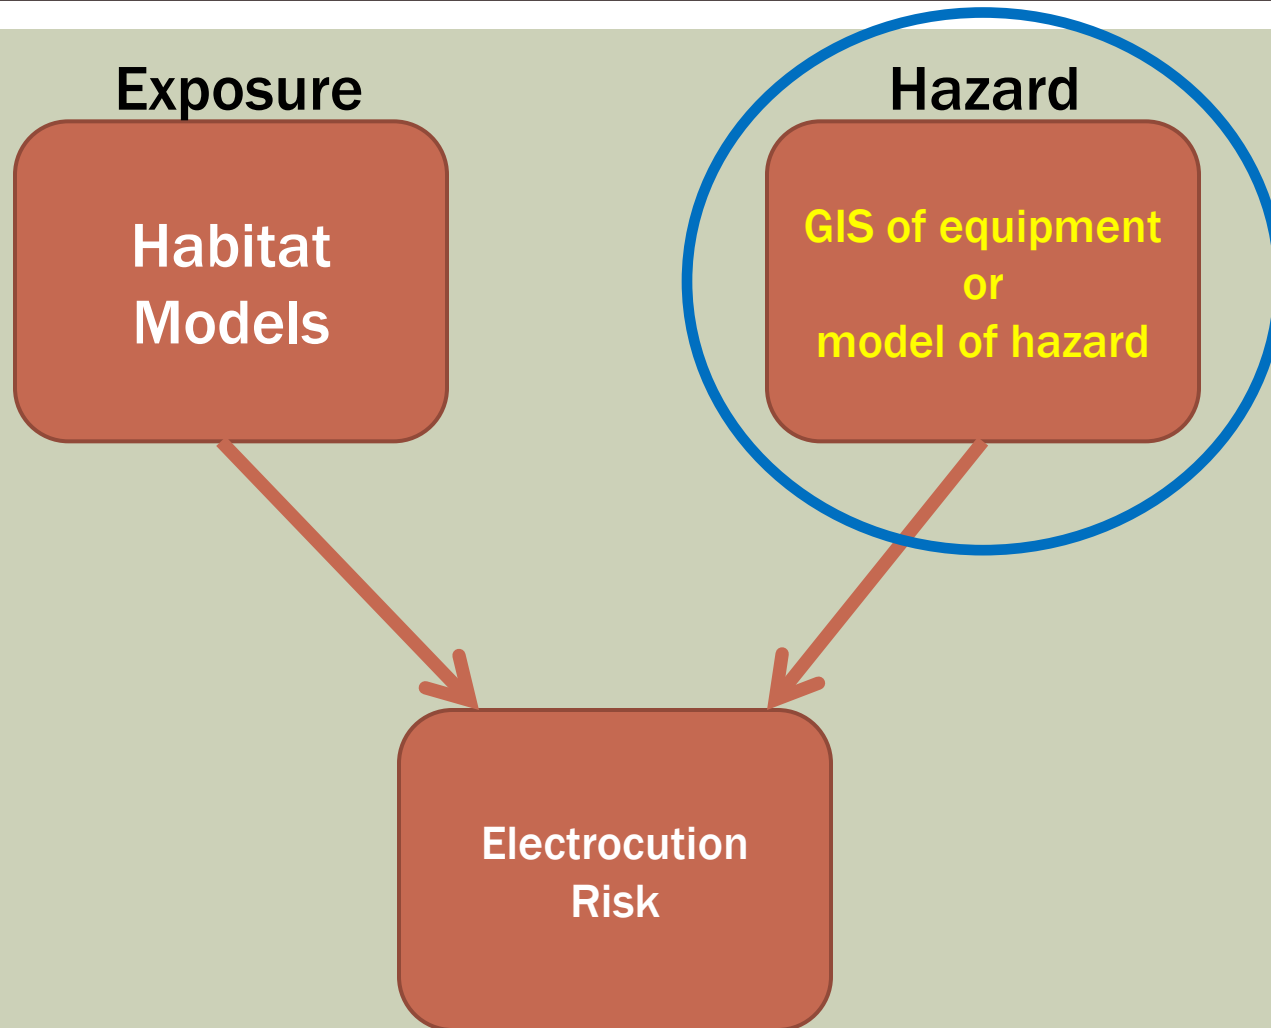 Exposure
Hazard
Habitat
Models
GIS of equipment
or
model of hazard
Electrocution
Risk